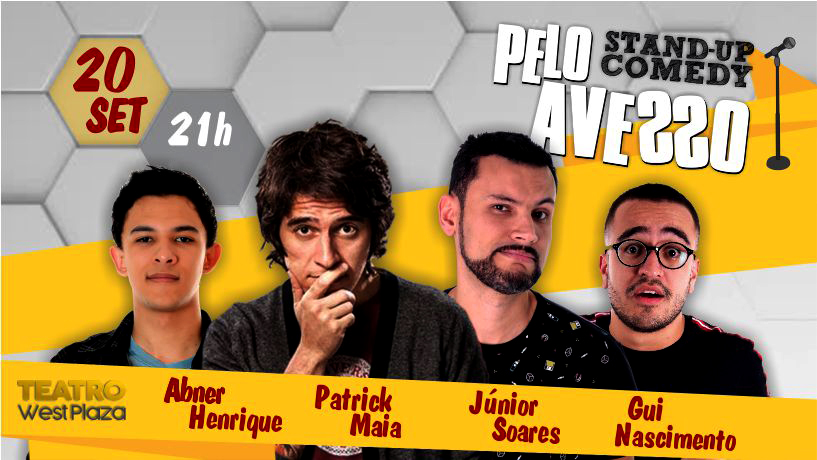 20
SET
21h
PELO
AVESSO
STAND-UP
COMEDY
TEATRO
West Plaza
Abner
Henrique
Patrick
Maia
Júnior
Soares
Gui
Nascimento